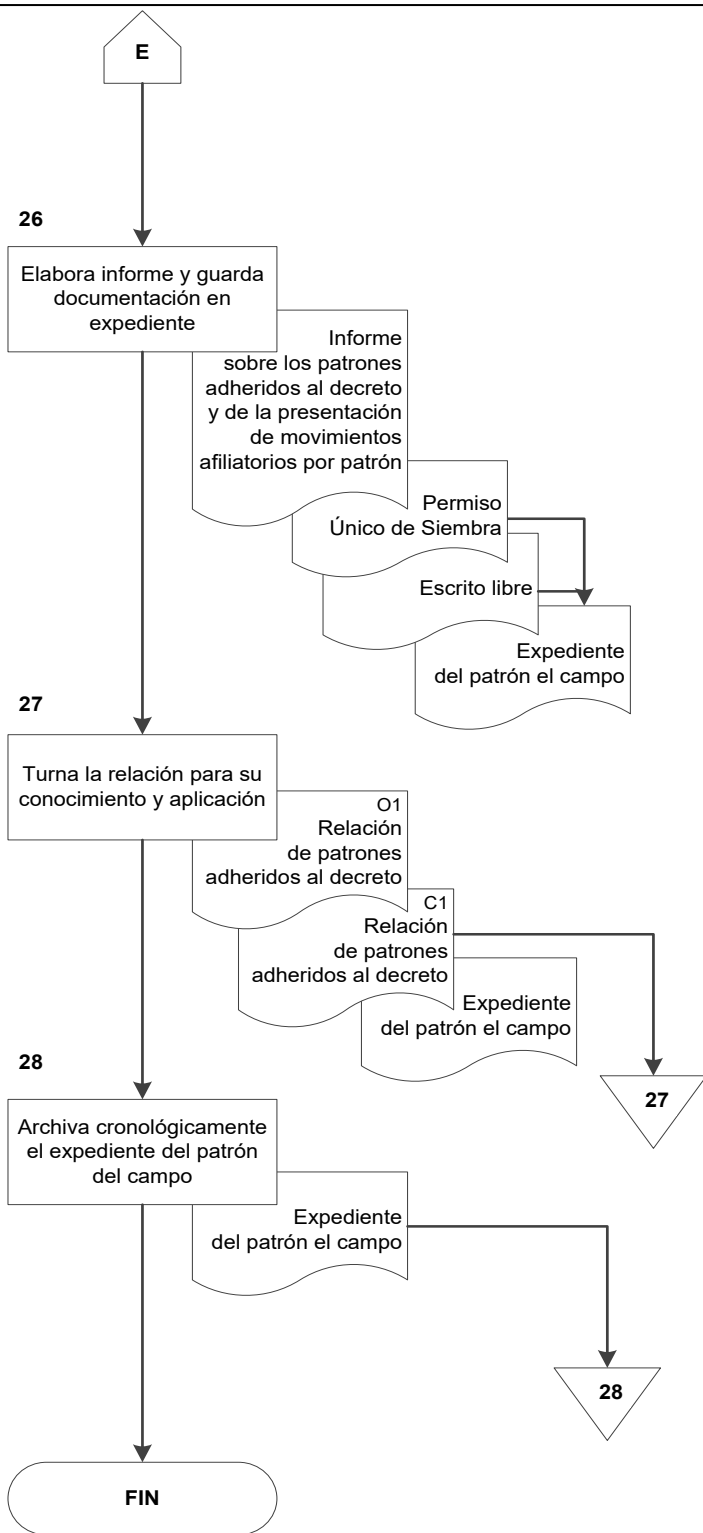 E
26
Elabora informe y guarda
documentación en
expediente
Informe
sobre los patrones
adheridos al decreto
y de la presentación
de movimientos
afiliatorios por patrón
Permiso
Único de Siembra
Escrito libre
Expediente
del patrón el campo
27
Turna la relación para su
conocimiento y aplicación
O1
Relación
de patrones
adheridos al decreto
C1
Relación
de patrones
adheridos al decreto
Expediente
del patrón el campo
27
28
Archiva cronológicamente
el expediente del patrón
del campo
Expediente
del patrón el campo
28
FIN